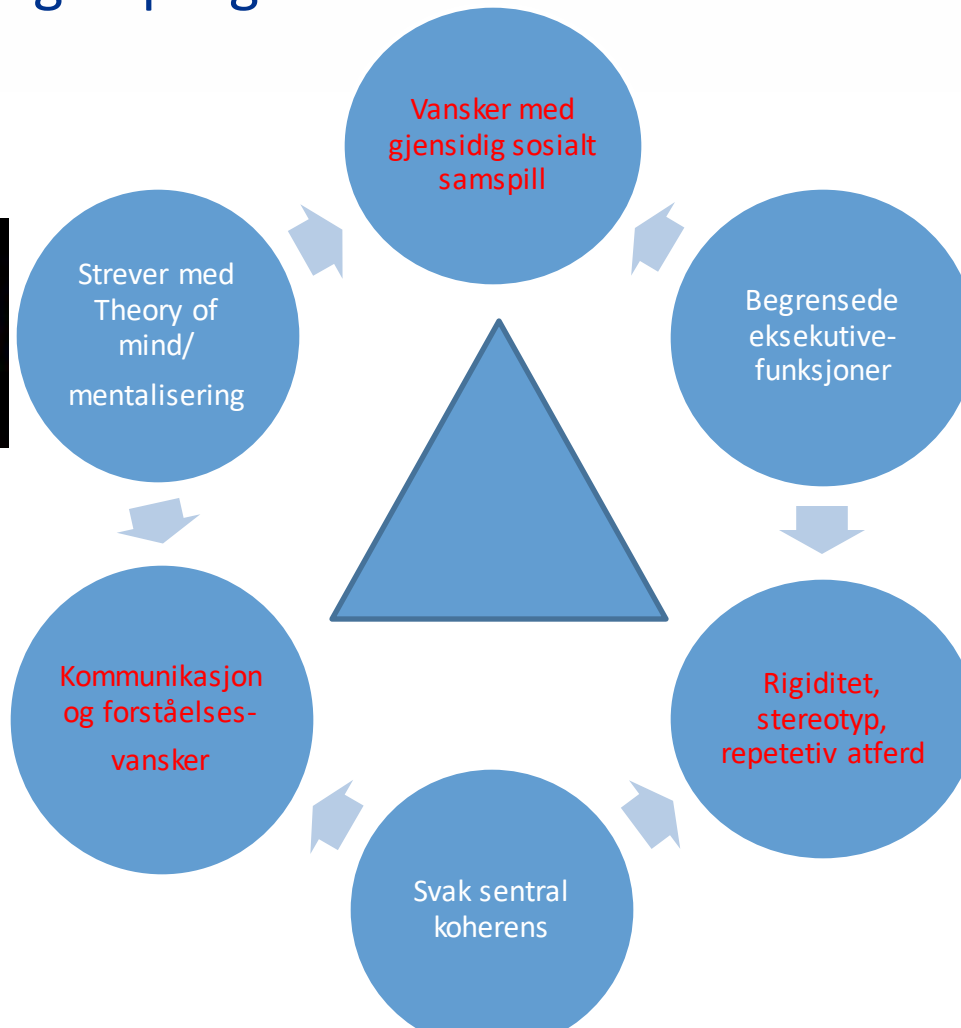 Vansker med
gjensidig sosialt
samspill
Strever med
Theory of
mind/
mentalisering
Begrensede
eksekutive-
funksjoner
Kommunikasjon
og forståelses-
vansker
Rigiditet,
stereotyp,
repetetiv atferd
Svak sentral
koherens